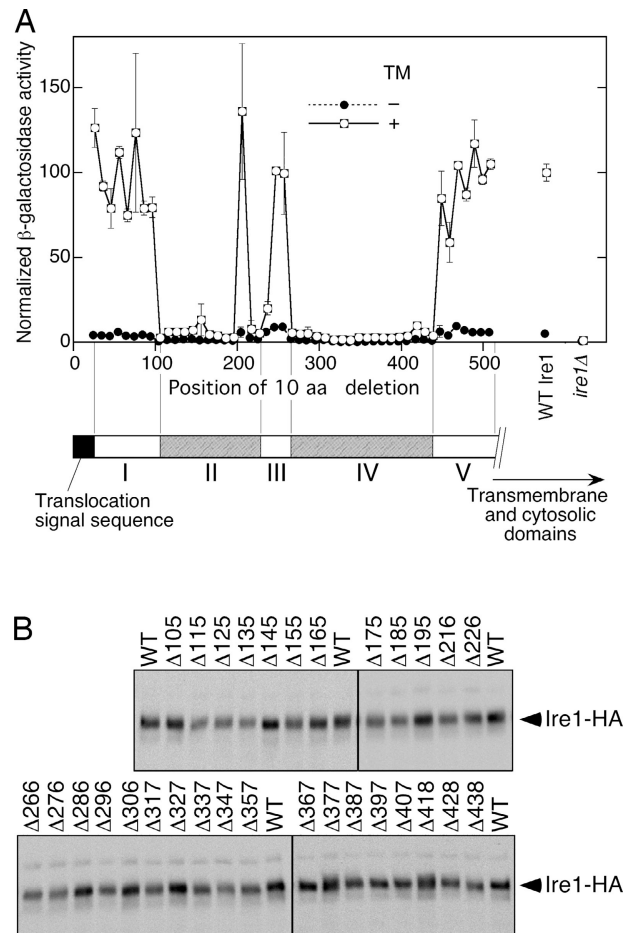 A
Normalized β-galactosidase activity
150
100
50
0
TM
−
+
0 100 200 300 400 500
Position of 10 aa deletion
WT Ire1
ire1Δ
I II III IV V
Translocation
signal sequence
Transmembrane
and cytosolic
domains
B
WT Δ105 Δ115 Δ125 Δ135 Δ145 Δ155 Δ165 WT Δ175 Δ185 Δ195 Δ216 Δ226 WT
Ire1-HA
Δ266 Δ276 Δ286 Δ296 Δ306 Δ317 Δ327 Δ337 Δ347 Δ357 WT Δ367 Δ377 Δ387 Δ397 Δ407 Δ418 Δ428 Δ438 WT
Ire1-HA